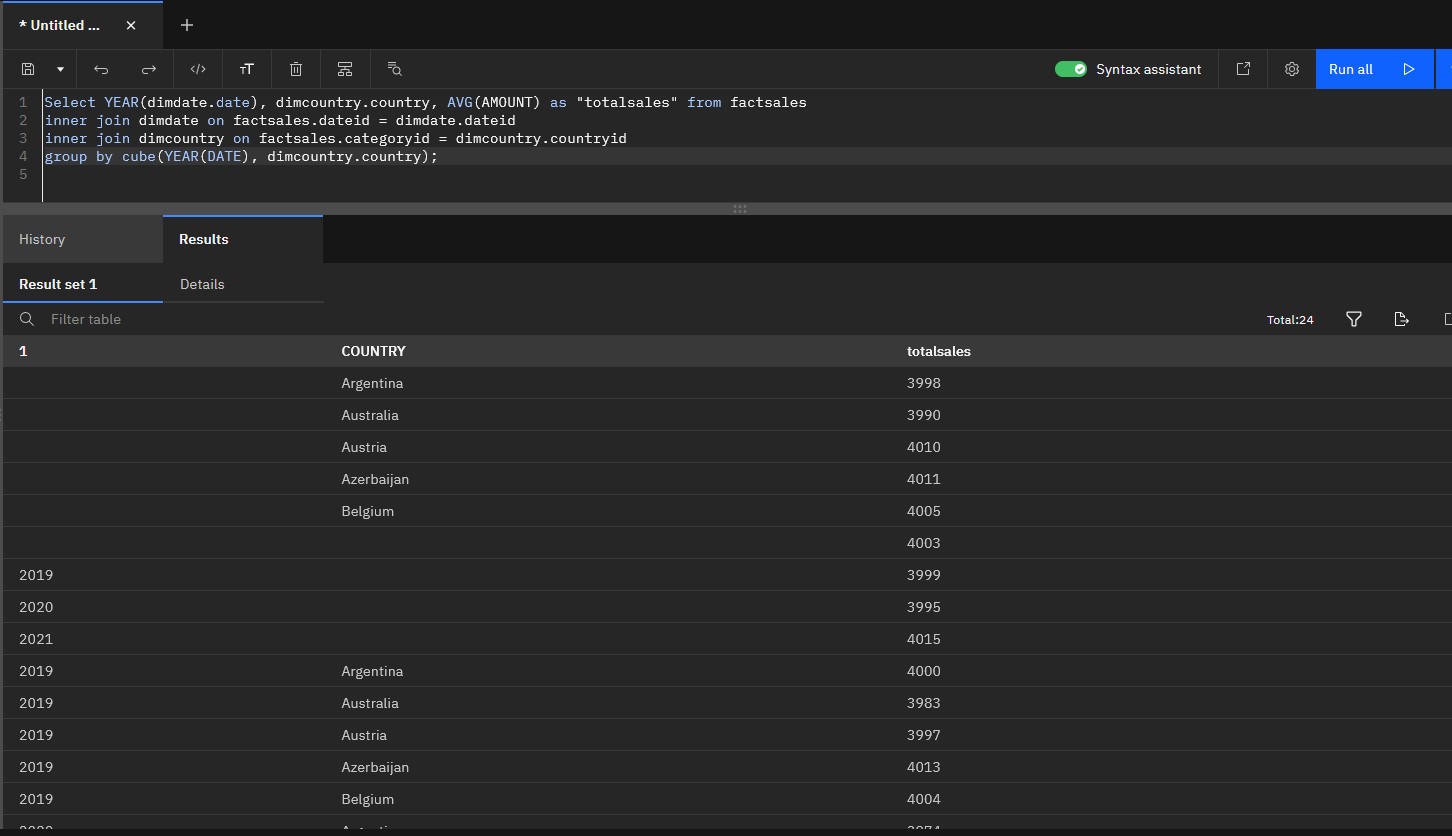 * Untitled ...
Syntax assistant Run all
1 Select YEAR(dimdate.date), dimcountry.country, AVG(AMOUNT) as "totalsales" from factsales
2 inner join dimdate on factsales.dateid = dimdate.dateid
3 inner join dimcountry on factsales.categoryid = dimcountry.countryid
4 group by cube(YEAR(DATE), dimcountry.country);
5
History Results
Result set 1 Details
Filter table Total:24
1 COUNTRY totalsales
Argentina 3998
Australia 3990
Austria 4010
Azerbaijan 4011
Belgium 4005
4003
2019 3999
2020 3995
2021 4015
2019 Argentina 4000
2019 Australia 3983
2019 Austria 3997
2019 Azerbaijan 4013
2019 Belgium 4004